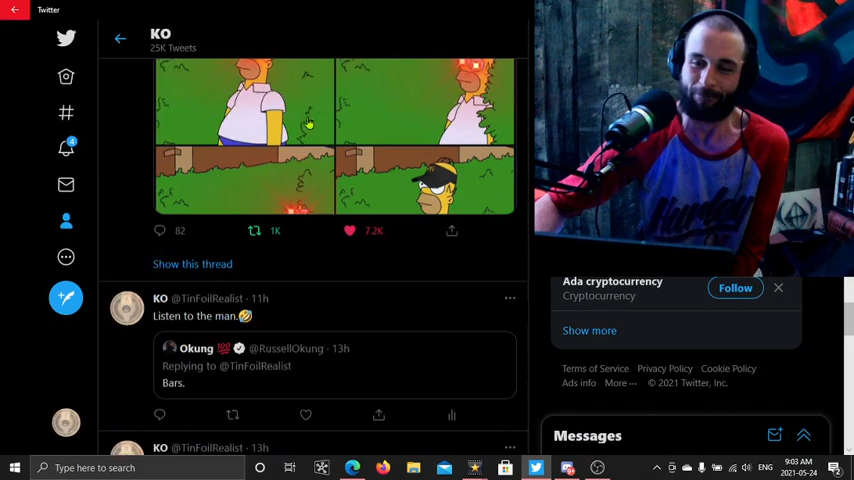 Twitter
KO
25K Tweets
82
1K
7.2K
Show this thread
KO @TinFoilRealist · 11h
Listen to the man.🤣
Okung 💯 @RussellOkung · 13h
Replying to @TinFoilRealist
Bars.
KO @TinFoilRealist · 13h
4
Ada cryptocurrency
Cryptocurrency
Follow
Show more
Terms of Service Privacy Policy Cookie Policy
Ads info More ··· © 2021 Twitter, Inc.
Messages
Type here to search
ENG
9:03 AM
2021-05-24
2